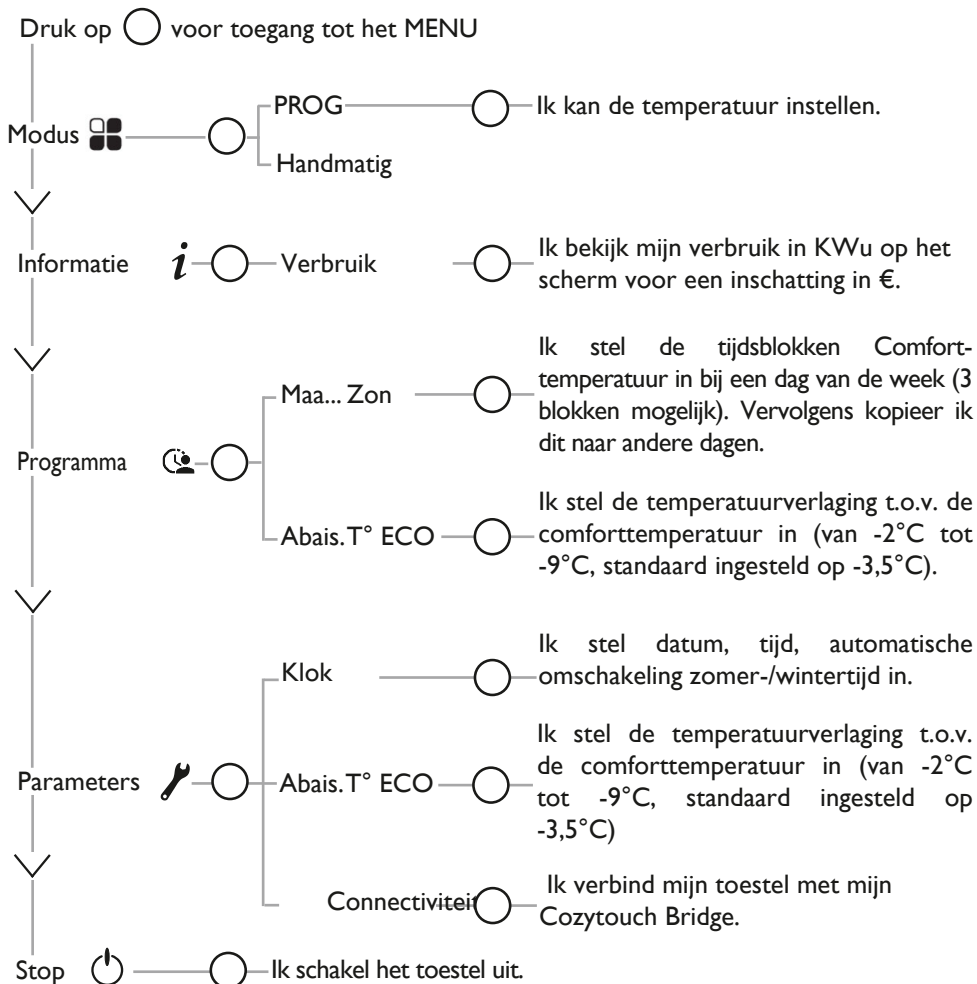 Druk op voor toegang tot het MENU
Modus
PROG
Ik kan de temperatuur instellen.
Handmatig
Informatie
i
Verbruik
Ik bekijk mijn verbruik in KWu op het
scherm voor een inschatting in €.
Programma
Maa... Zon
Ik stel de tijdsblokken Comfort-
temperatuur in bij een dag van de week (3
blokken mogelijk). Vervolgens kopieer ik
dit naar andere dagen.
Abais.T° ECO
Ik stel de temperatuurverlaging t.o.v. de
comforttemperatuur in (van -2°C tot
-9°C, standaard ingesteld op -3,5°C).
Parameters
Klok
Ik stel datum, tijd, automatische
omschakeling zomer-/wintertijd in.
Abais.T° ECO
Ik stel de temperatuurverlaging t.o.v.
de comforttemperatuur in (van -2°C
tot -9°C, standaard ingesteld op
-3,5°C)
Connectiviteit
Ik verbind mijn toestel met mijn
Cozytouch Bridge.
Stop
Ik schakel het toestel uit.